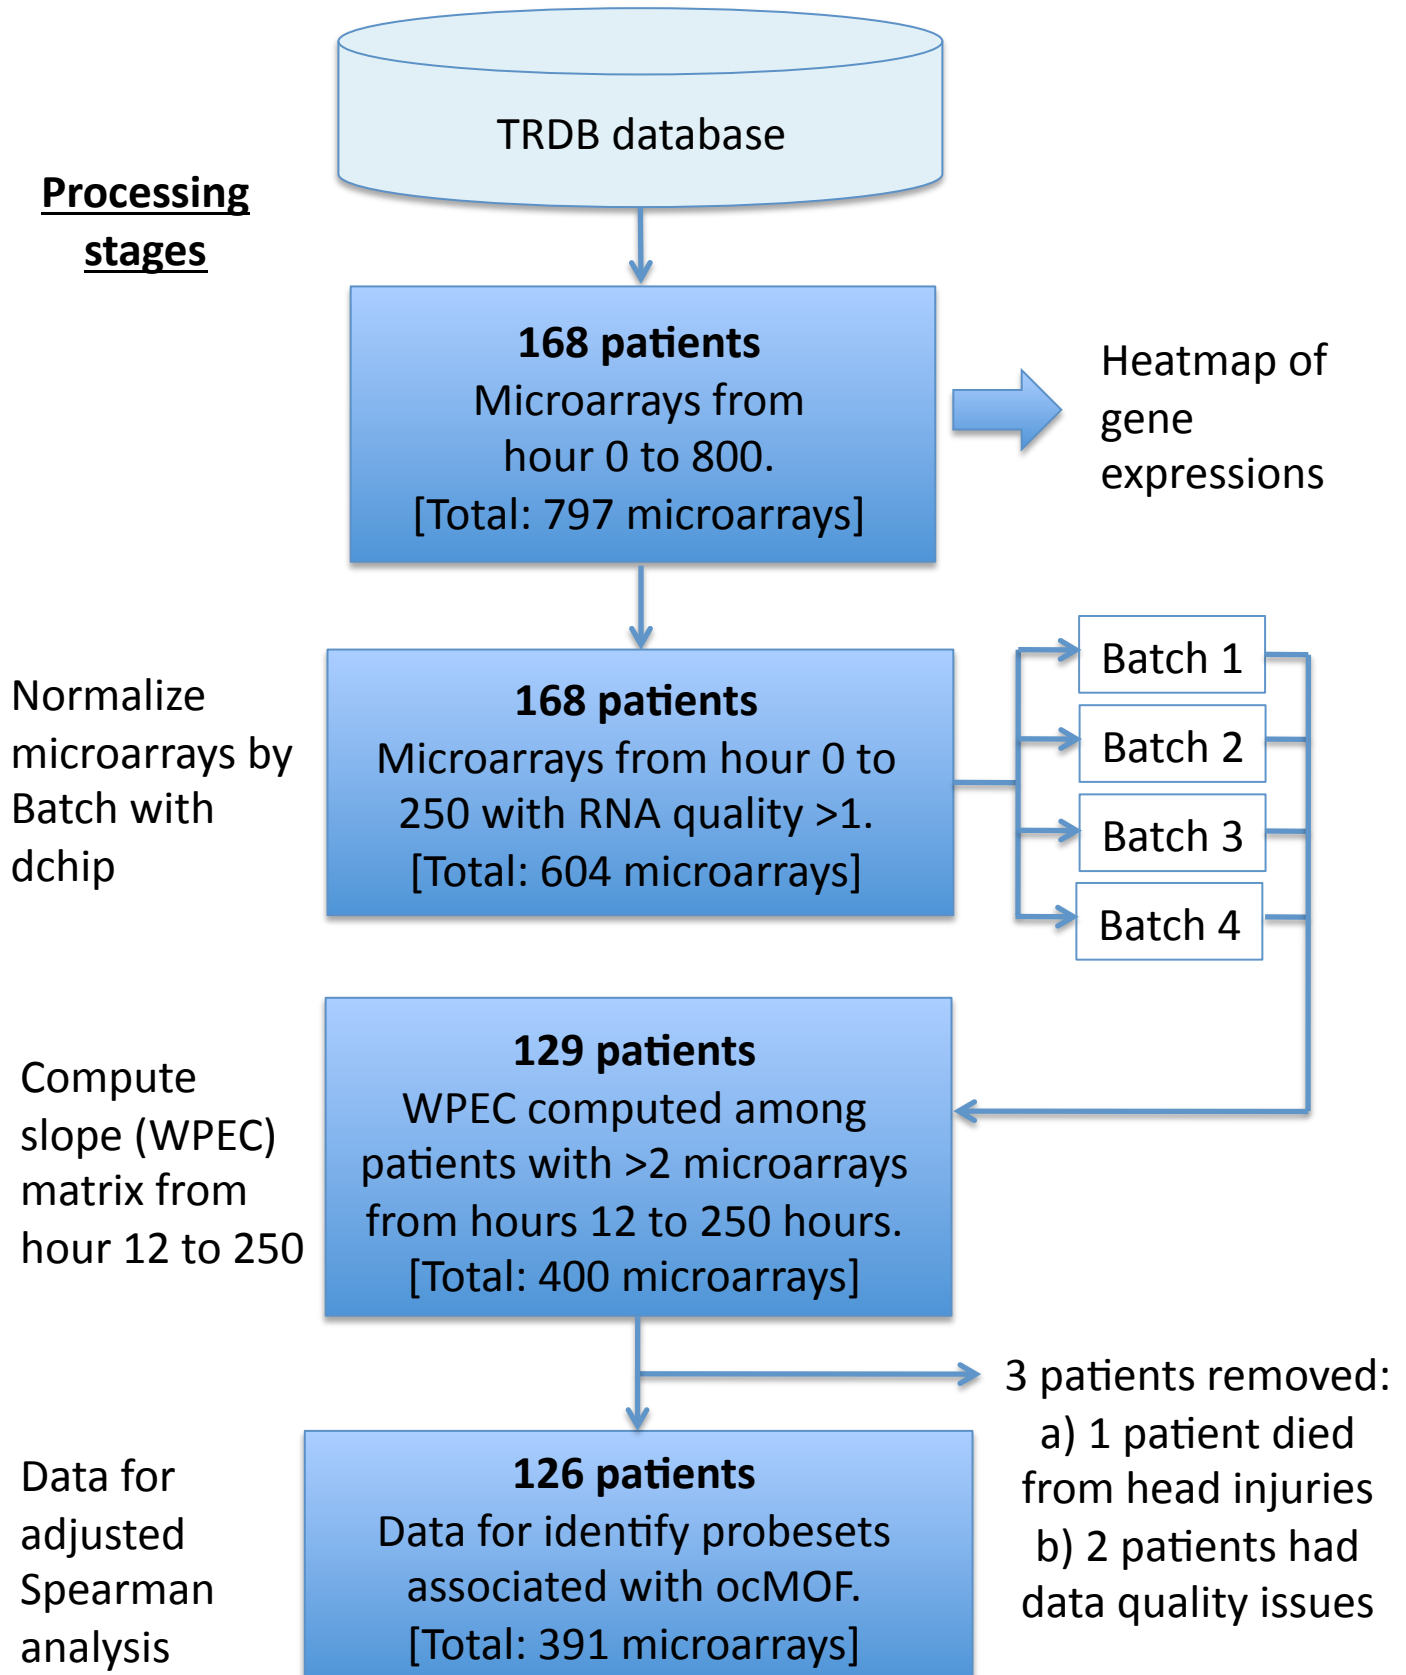 TRDB database
Processing
stages
168 patients
Microarrays from
hour 0 to 800.
[Total: 797 microarrays]
Heatmap of
gene
expressions
Normalize
microarrays by
Batch with
dchip
168 patients
Microarrays from hour 0 to
250 with RNA quality >1.
[Total: 604 microarrays]
Batch 1
Batch 2
Batch 3
Batch 4
Compute
slope (WPEC)
matrix from
hour 12 to 250
129 patients
WPEC computed among
patients with >2 microarrays
from hours 12 to 250 hours.
[Total: 400 microarrays]
3 patients removed:
a) 1 patient died
from head injuries
b) 2 patients had
data quality issues
Data for
adjusted
Spearman
analysis
126 patients
Data for identify probesets
associated with ocMOF.
[Total: 391 microarrays]